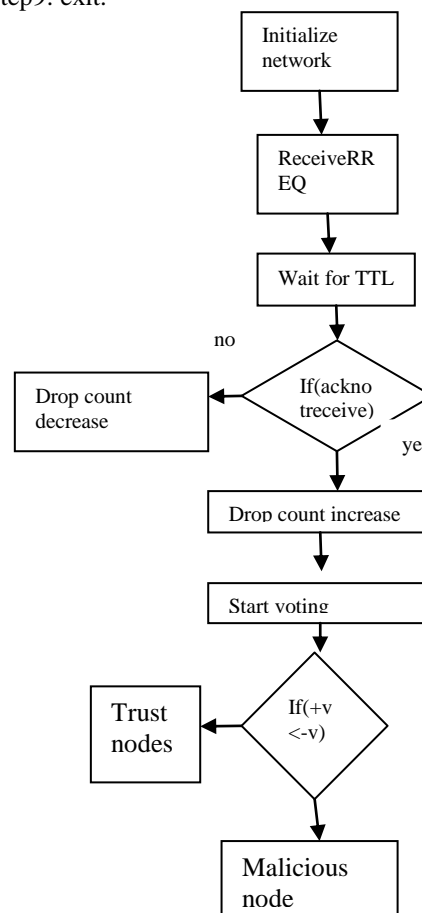 tep9: exit.
Initialize
network
ReceiveRR
EQ
Wait for TTL
no
If(ackno
treceive)
Drop count
decrease
ye
Drop count increase
Start voting
If(+v
<-v)
Trust
nodes
Malicious
node